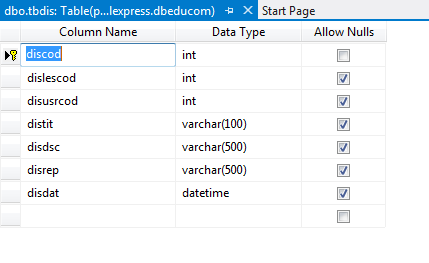 dbo.tbdis: Table(p...lexpress.dbeducom) Start Page
Column Name Data Type Allow Nulls
discod int
dislescod int
disusrcod int
distit varchar(100)
disdsc varchar(500)
disrep varchar(500)
disdat datetime